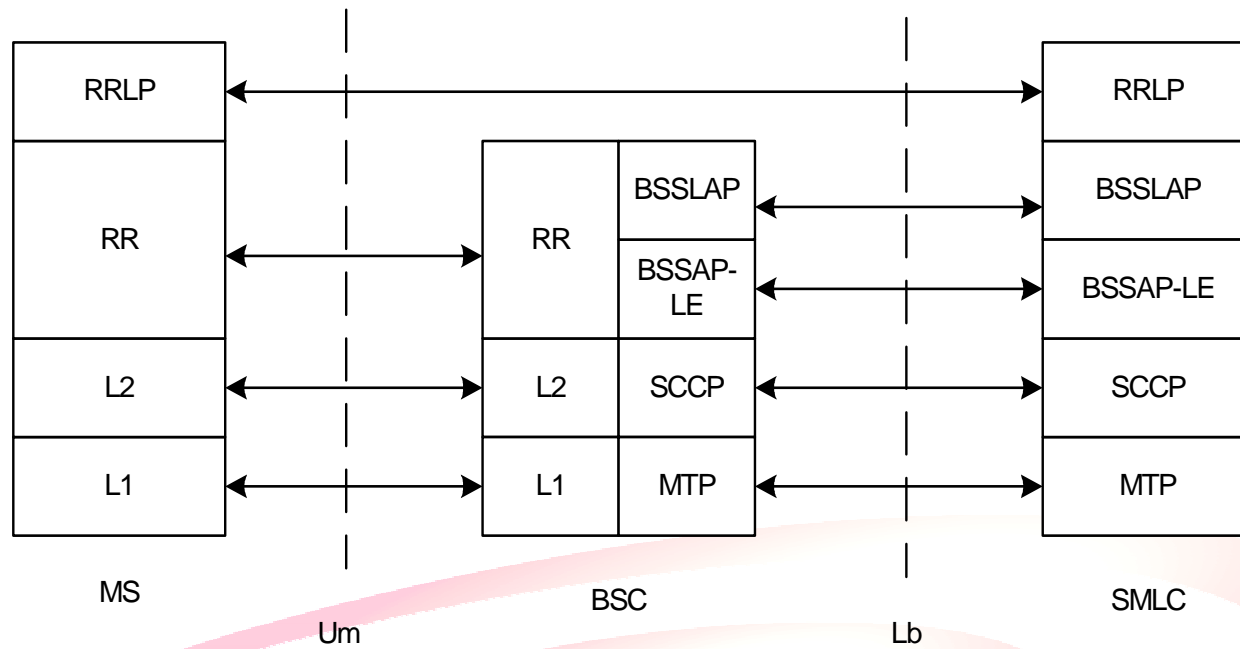 RRLP
RRLP
RR
RR
BSSLAP
BSSLAP
BSSAP-
LE
BSSAP-LE
L2
L2
SCCP
SCCP
L1
L1
MTP
MTP
MS
BSC
SMLC
Um
Lb